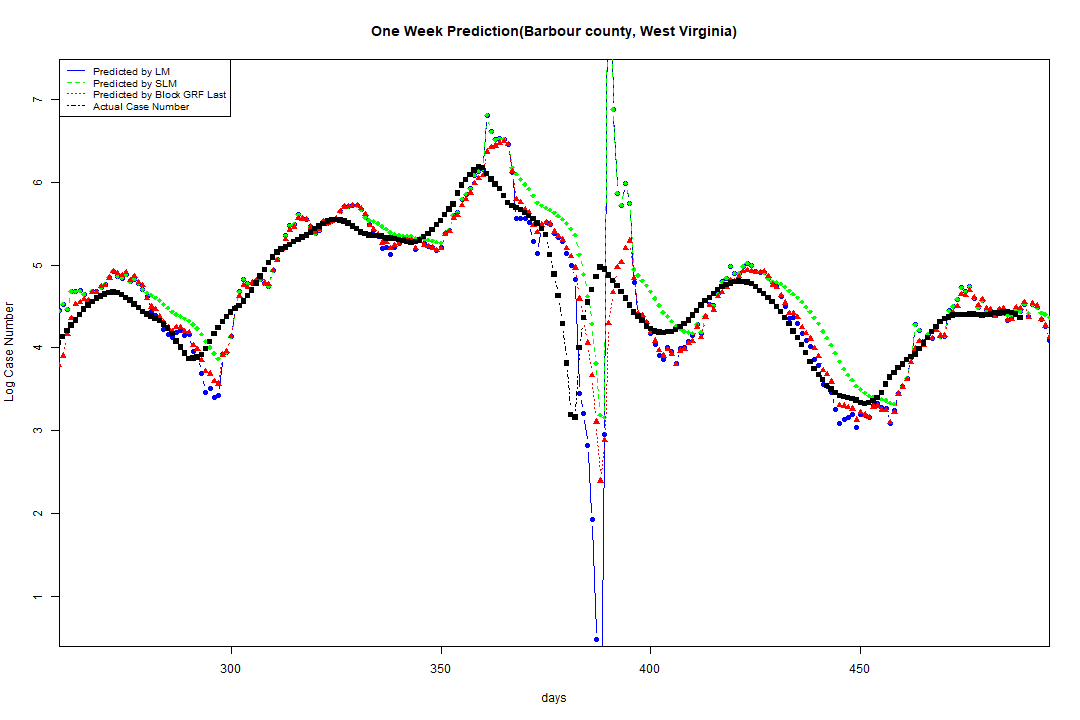 One Week Prediction(Barbour county, West Virginia)
Predicted by LM
Predicted by SLM
Predicted by Block GRF Last
Actual Case Number
7
6
5
4
3
2
1
Log Case Number
300
350
400
450
days